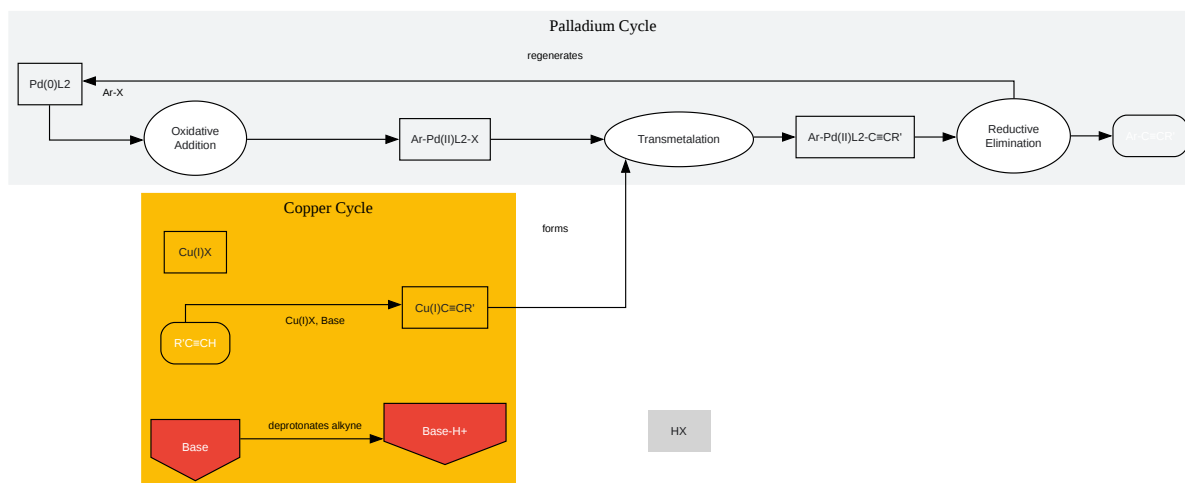 Palladium Cycle
regenerates
Pd(0)L2
Ar-X
Oxidative
Addition
Ar-Pd(II)L2-X
Transmetalation
Ar-Pd(II)L2-C≡CR'
Reductive
Elimination
Ar-C≡CR'
Copper Cycle
forms
Cu(I)X
Cu(I)C≡CR'
Cu(I)X, Base
R'C≡CH
deprotonates alkyne
Base
Base-H+
HX